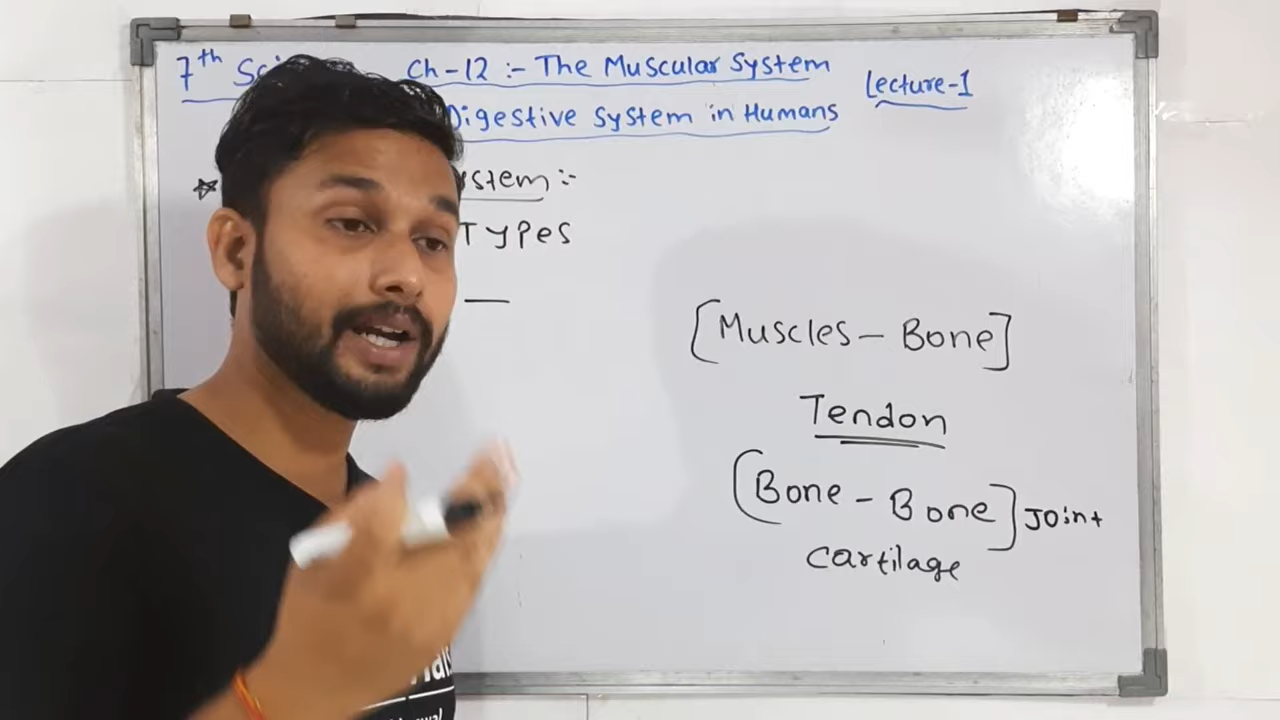 7th Ch-12 :- The Muscular System
Lecture-1
Digestive System in Humans
Types
[Muscles - Bone]
Tendon
[Bone - Bone] Joint
Cartilage